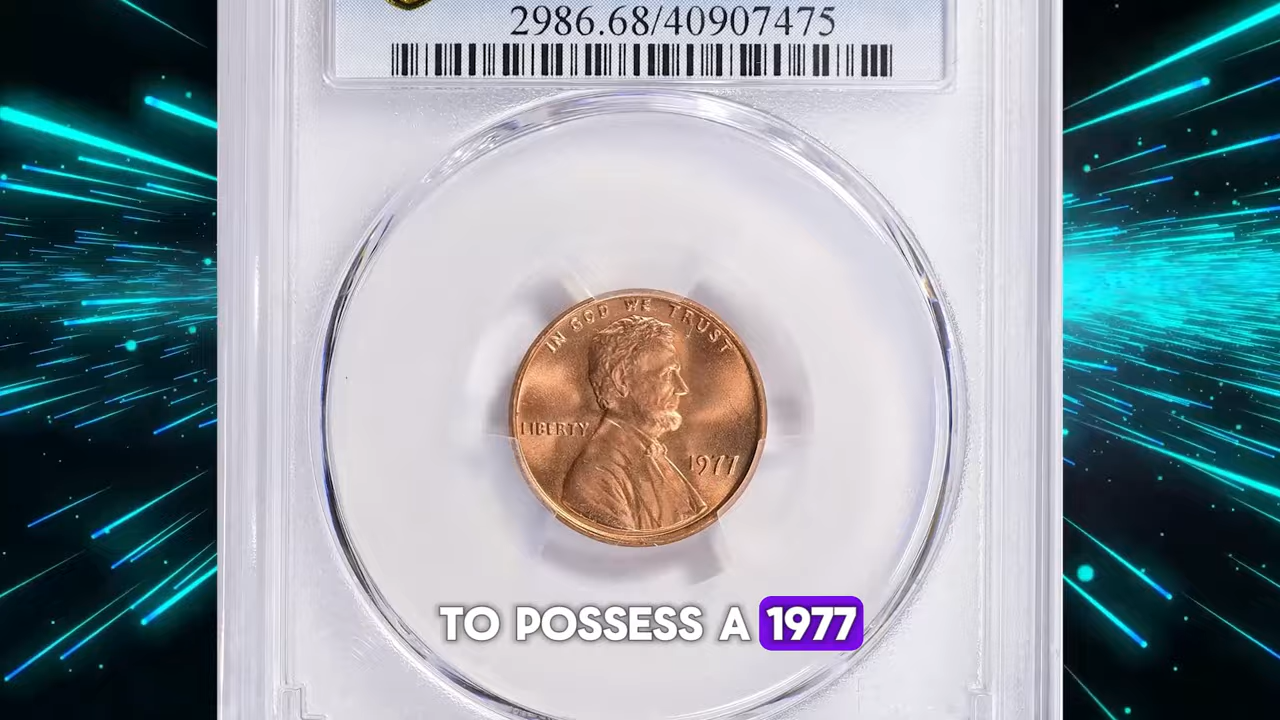 2986.68/40907475
IN GOD WE TRUST
LIBERTY
1977
TO POSSESS A 1977